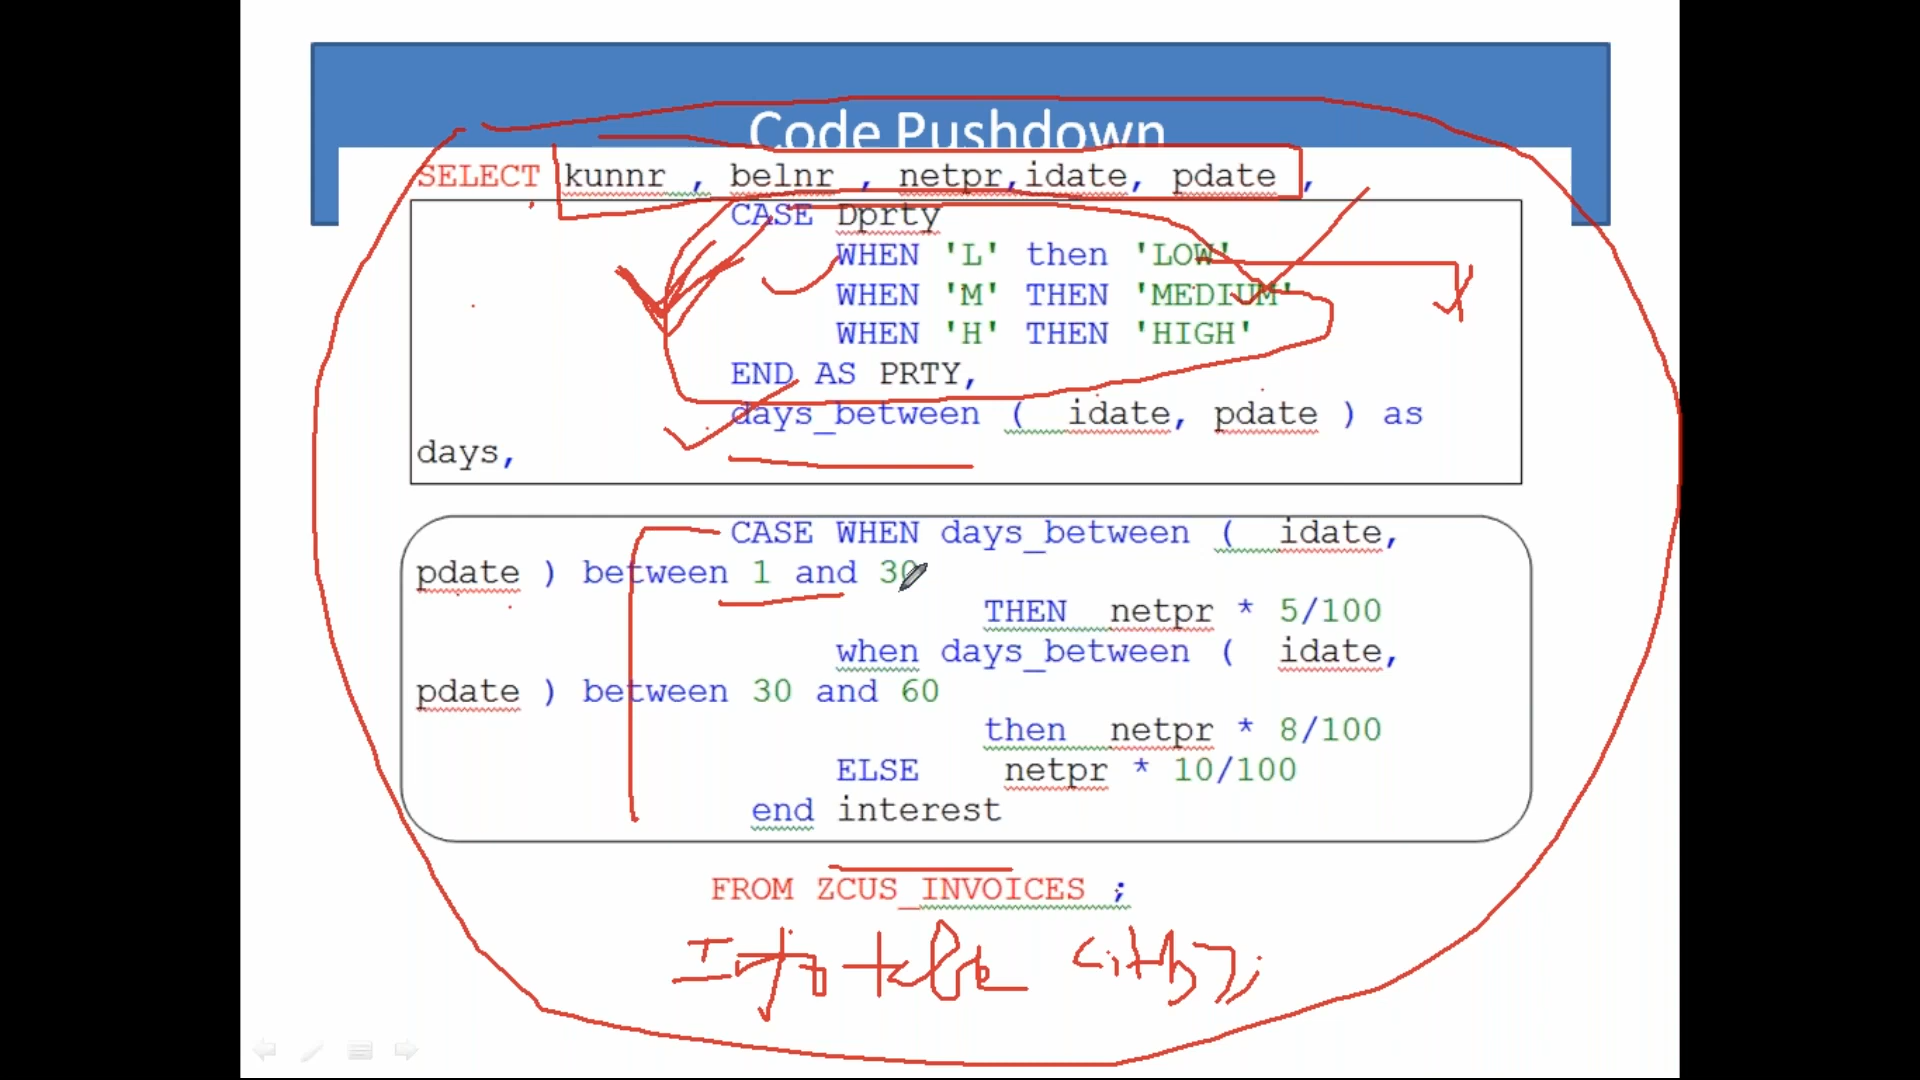 Code Pushdown
SELECT kunnr , belnr , netpr,idate, pdate ,
CASE Dprty
WHEN 'L' then 'LOW'
WHEN 'M' THEN 'MEDIUM'
WHEN 'H' THEN 'HIGH'
END AS PRTY,
days_between ( idate, pdate ) as
days,
CASE WHEN days_between ( idate,
pdate ) between 1 and 30
THEN netpr * 5/100
when days_between ( idate,
pdate ) between 30 and 60
then netpr * 8/100
ELSE netpr * 10/100
end interest
FROM ZCUS_INVOICES ;
Into table <itab>;